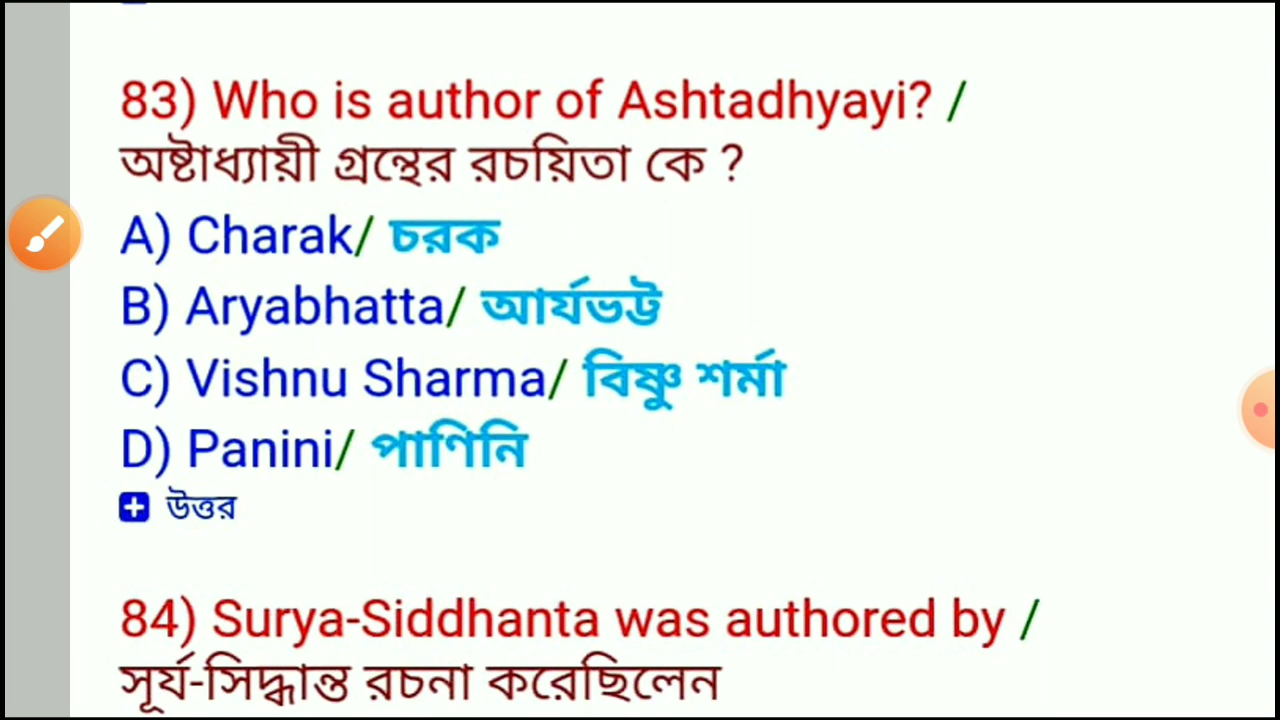 83) Who is author of Ashtadhyayi? /
অষ্টাধ্যায়ী গ্রন্থের রচয়িতা কে ?
A) Charak/ চরক
B) Aryabhatta/ আর্যভট্ট
C) Vishnu Sharma/ বিষ্ণু শর্মা
D) Panini/ পাণিনি
উত্তর
84) Surya-Siddhanta was authored by /
সূর্য-সিদ্ধান্ত রচনা করেছিলেন